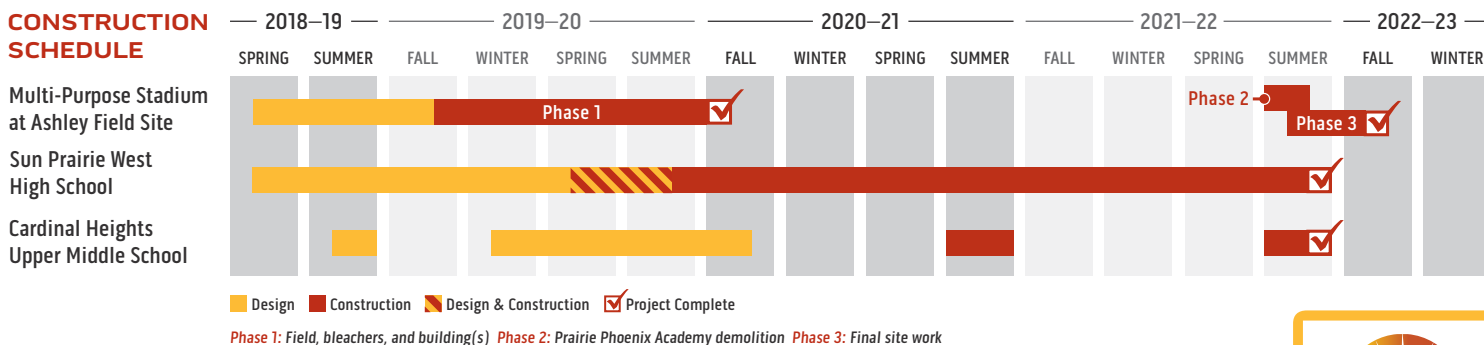 CONSTRUCTION
SCHEDULE
2018–19 2019–20 2020–21 2021–22 2022–23
SPRING SUMMER FALL WINTER SPRING SUMMER FALL WINTER SPRING SUMMER FALL WINTER SPRING SUMMER FALL WINTER
Multi-Purpose Stadium
at Ashley Field Site
Phase 1
Phase 2
Phase 3
Sun Prairie West
High School
Cardinal Heights
Upper Middle School
Design Construction Design & Construction Project Complete
Phase 1: Field, bleachers, and building(s) Phase 2: Prairie Phoenix Academy demolition Phase 3: Final site work